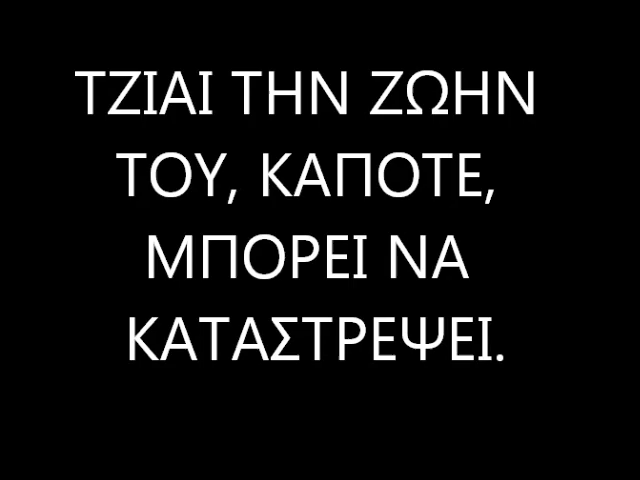 ΤΖΙΑΙ ΤΗΝ ΖΩΗΝ
ΤΟΥ, ΚΑΠΟΤΕ,
ΜΠΟΡΕΙ ΝΑ
ΚΑΤΑΣΤΡΕΨΕΙ.